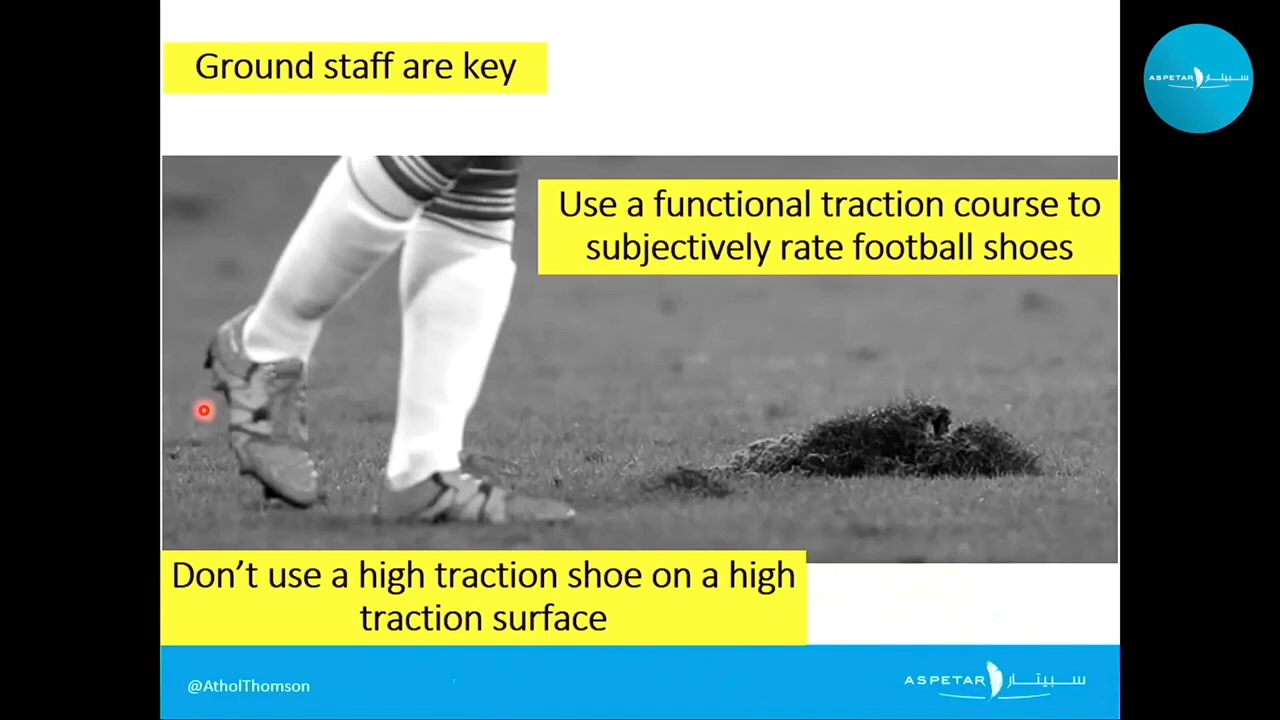 Ground staff are key
ASPETAR سبيتار
Use a functional traction course to
subjectively rate football shoes
Don't use a high traction shoe on a high
traction surface
@AtholThomson
ASPETAR سبيتار